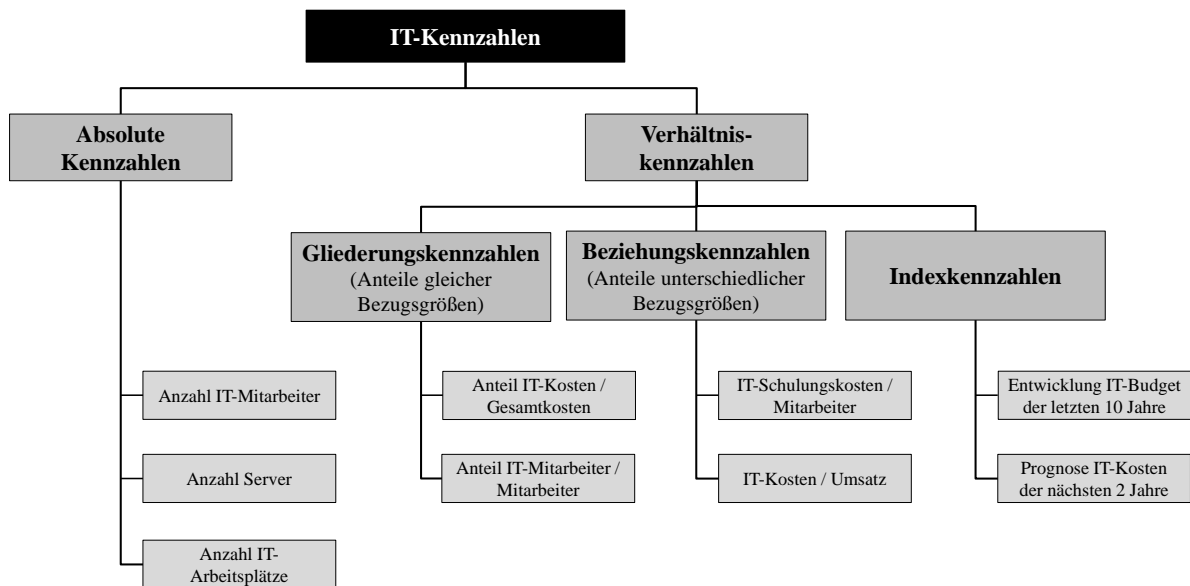 IT-Kennzahlen
Absolute
Kennzahlen
Verhältnis-
kennzahlen
Gliederungskennzahlen
(Anteile gleicher
Bezugsgrößen)
Beziehungskennzahlen
(Anteile unterschiedlicher
Bezugsgrößen)
Indexkennzahlen
Anzahl IT-Mitarbeiter
Anzahl Server
Anzahl IT-
Arbeitsplätze
Anteil IT-Kosten /
Gesamtkosten
Anteil IT-Mitarbeiter /
Mitarbeiter
IT-Schulungskosten /
Mitarbeiter
IT-Kosten / Umsatz
Entwicklung IT-Budget
der letzten 10 Jahre
Prognose IT-Kosten
der nächsten 2 Jahre